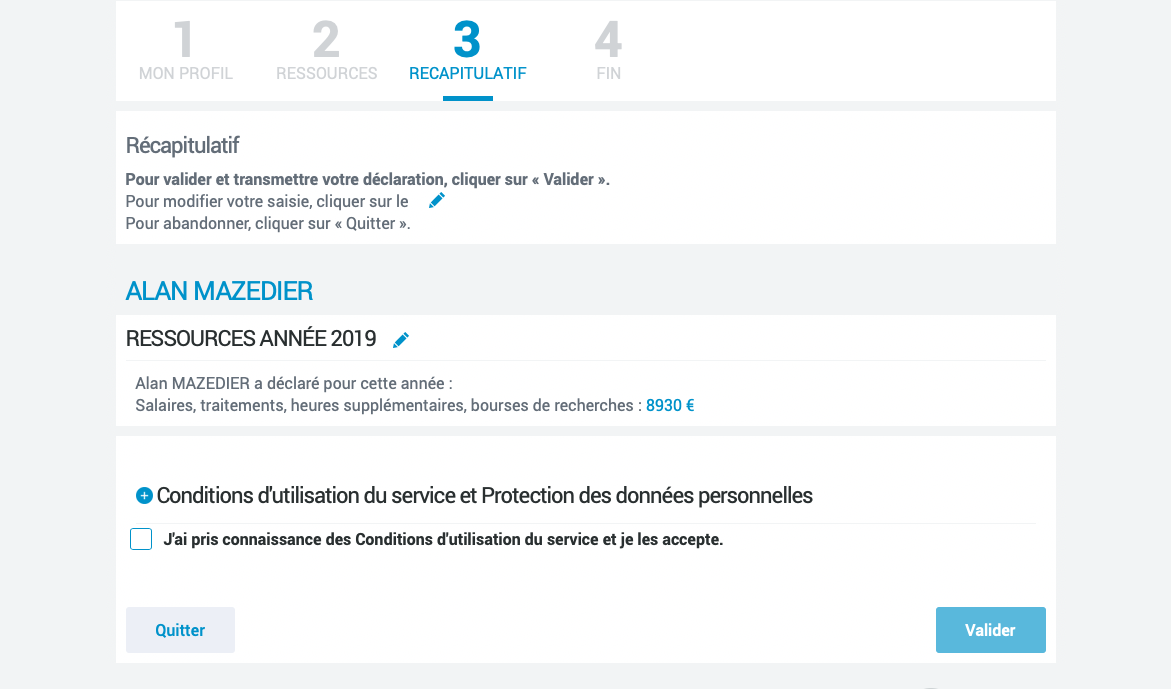 1 2 3 4
MON PROFIL RESSOURCES RECAPITULATIF FIN
Récapitulatif
Pour valider et transmettre votre déclaration, cliquer sur « Valider ».
Pour modifier votre saisie, cliquer sur le
Pour abandonner, cliquer sur « Quitter ».
ALAN MAZEDIER
RESSOURCES ANNÉE 2019
Alan MAZEDIER a déclaré pour cette année :
Salaires, traitements, heures supplémentaires, bourses de recherches : 8930 €
Conditions d'utilisation du service et Protection des données personnelles
J'ai pris connaissance des Conditions d'utilisation du service et je les accepte.
Quitter Valider